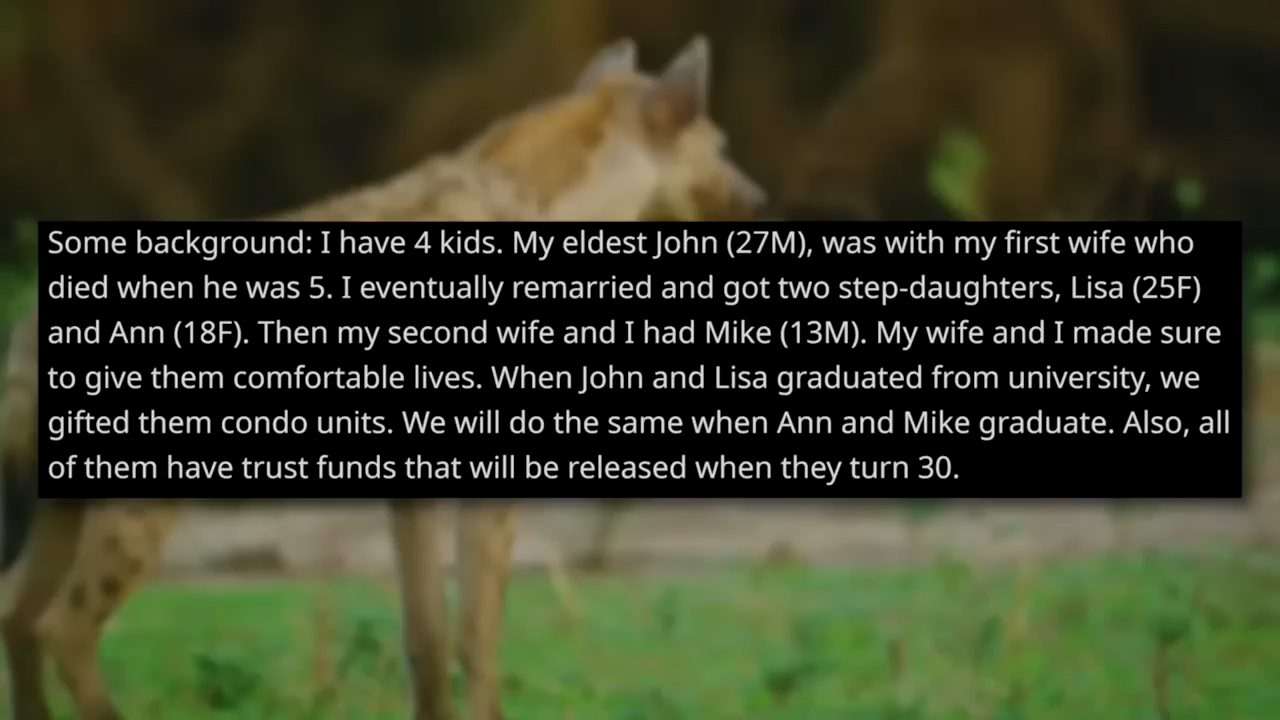 Some background: I have 4 kids. My eldest John (27M), was with my first wife who
died when he was 5. I eventually remarried and got two step-daughters, Lisa (25F)
and Ann (18F). Then my second wife and I had Mike (13M). My wife and I made sure
to give them comfortable lives. When John and Lisa graduated from university, we
gifted them condo units. We will do the same when Ann and Mike graduate. Also, all
of them have trust funds that will be released when they turn 30.